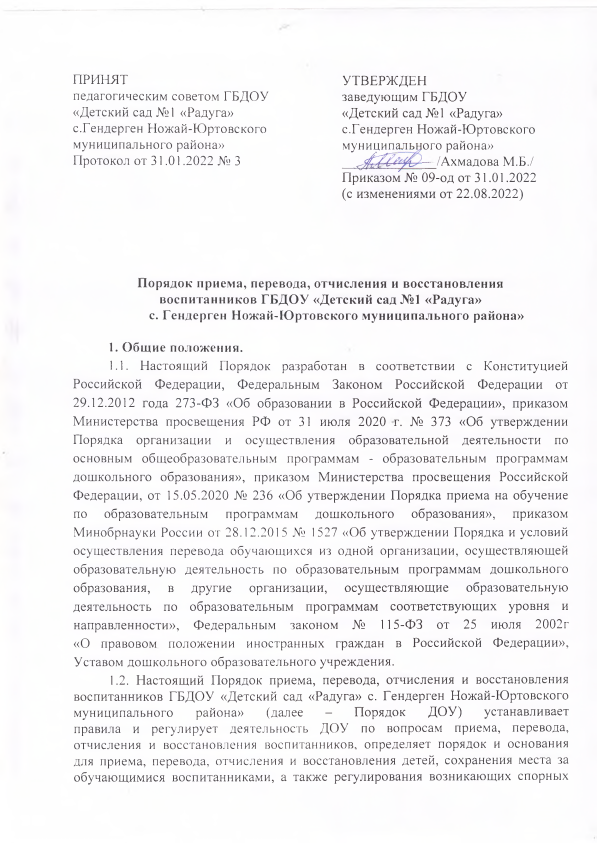 ПРИНЯТ
педагогическим советом ГБДОУ
«Детский сад №1 «Радуга»
с.Гендерген Ножай-Юртовского
муниципального района»
Протокол от 31.01.2022 № 3
УТВЕРЖДЕН
заведующим ГБДОУ
«Детский сад №1 «Радуга»
с.Гендерген Ножай-Юртовского
муниципального района»
/Ахмадова М.Б./
Приказом № 09-од от 31.01.2022
(с изменениями от 22.08.2022)
Порядок приема, перевода, отчисления и восстановления
воспитанников ГБДОУ «Детский сад №1 «Радуга»
с. Гендерген Ножай-Юртовского муниципального района»
1. Общие положения.
1.1. Настоящий Порядок разработан в соответствии с Конституцией
Российской Федерации, Федеральным Законом Российской Федерации от
29.12.2012 года 273-ФЗ «Об образовании в Российской Федерации», приказом
Министерства просвещения РФ от 31 июля 2020 г. № 373 «Об утверждении
Порядка организации и осуществления образовательной деятельности по
основным общеобразовательным программам - образовательным программам
дошкольного образования», приказом Министерства просвещения Российской
Федерации, от 15.05.2020 № 236 «Об утверждении Порядка приема на обучение
по образовательным программам дошкольного образования», приказом
Минобрнауки России от 28.12.2015 № 1527 «Об утверждении Порядка и условий
осуществления перевода обучающихся из одной организации, осуществляющей
образовательную деятельность по образовательным программам дошкольного
образования, в другие организации, осуществляющие образовательную
деятельность по образовательным программам соответствующих уровня и
направленности», Федеральным законом № 115-ФЗ от 25 июля 2002г
«О правовом положении иностранных граждан в Российской Федерации»,
Уставом дошкольного образовательного учреждения.
1.2. Настоящий Порядок приема, перевода, отчисления и восстановления
воспитанников ГБДОУ «Детский сад «Радуга» с. Гендерген Ножай-Юртовского
муниципального района» (далее – Порядок ДОУ) устанавливает
правила и регулирует деятельность ДОУ по вопросам приема, перевода,
отчисления и восстановления воспитанников, определяет порядок и основания
для приема, перевода, отчисления и восстановления детей, сохранения места за
обучающимися воспитанниками, а также регулирования возникающих спорных